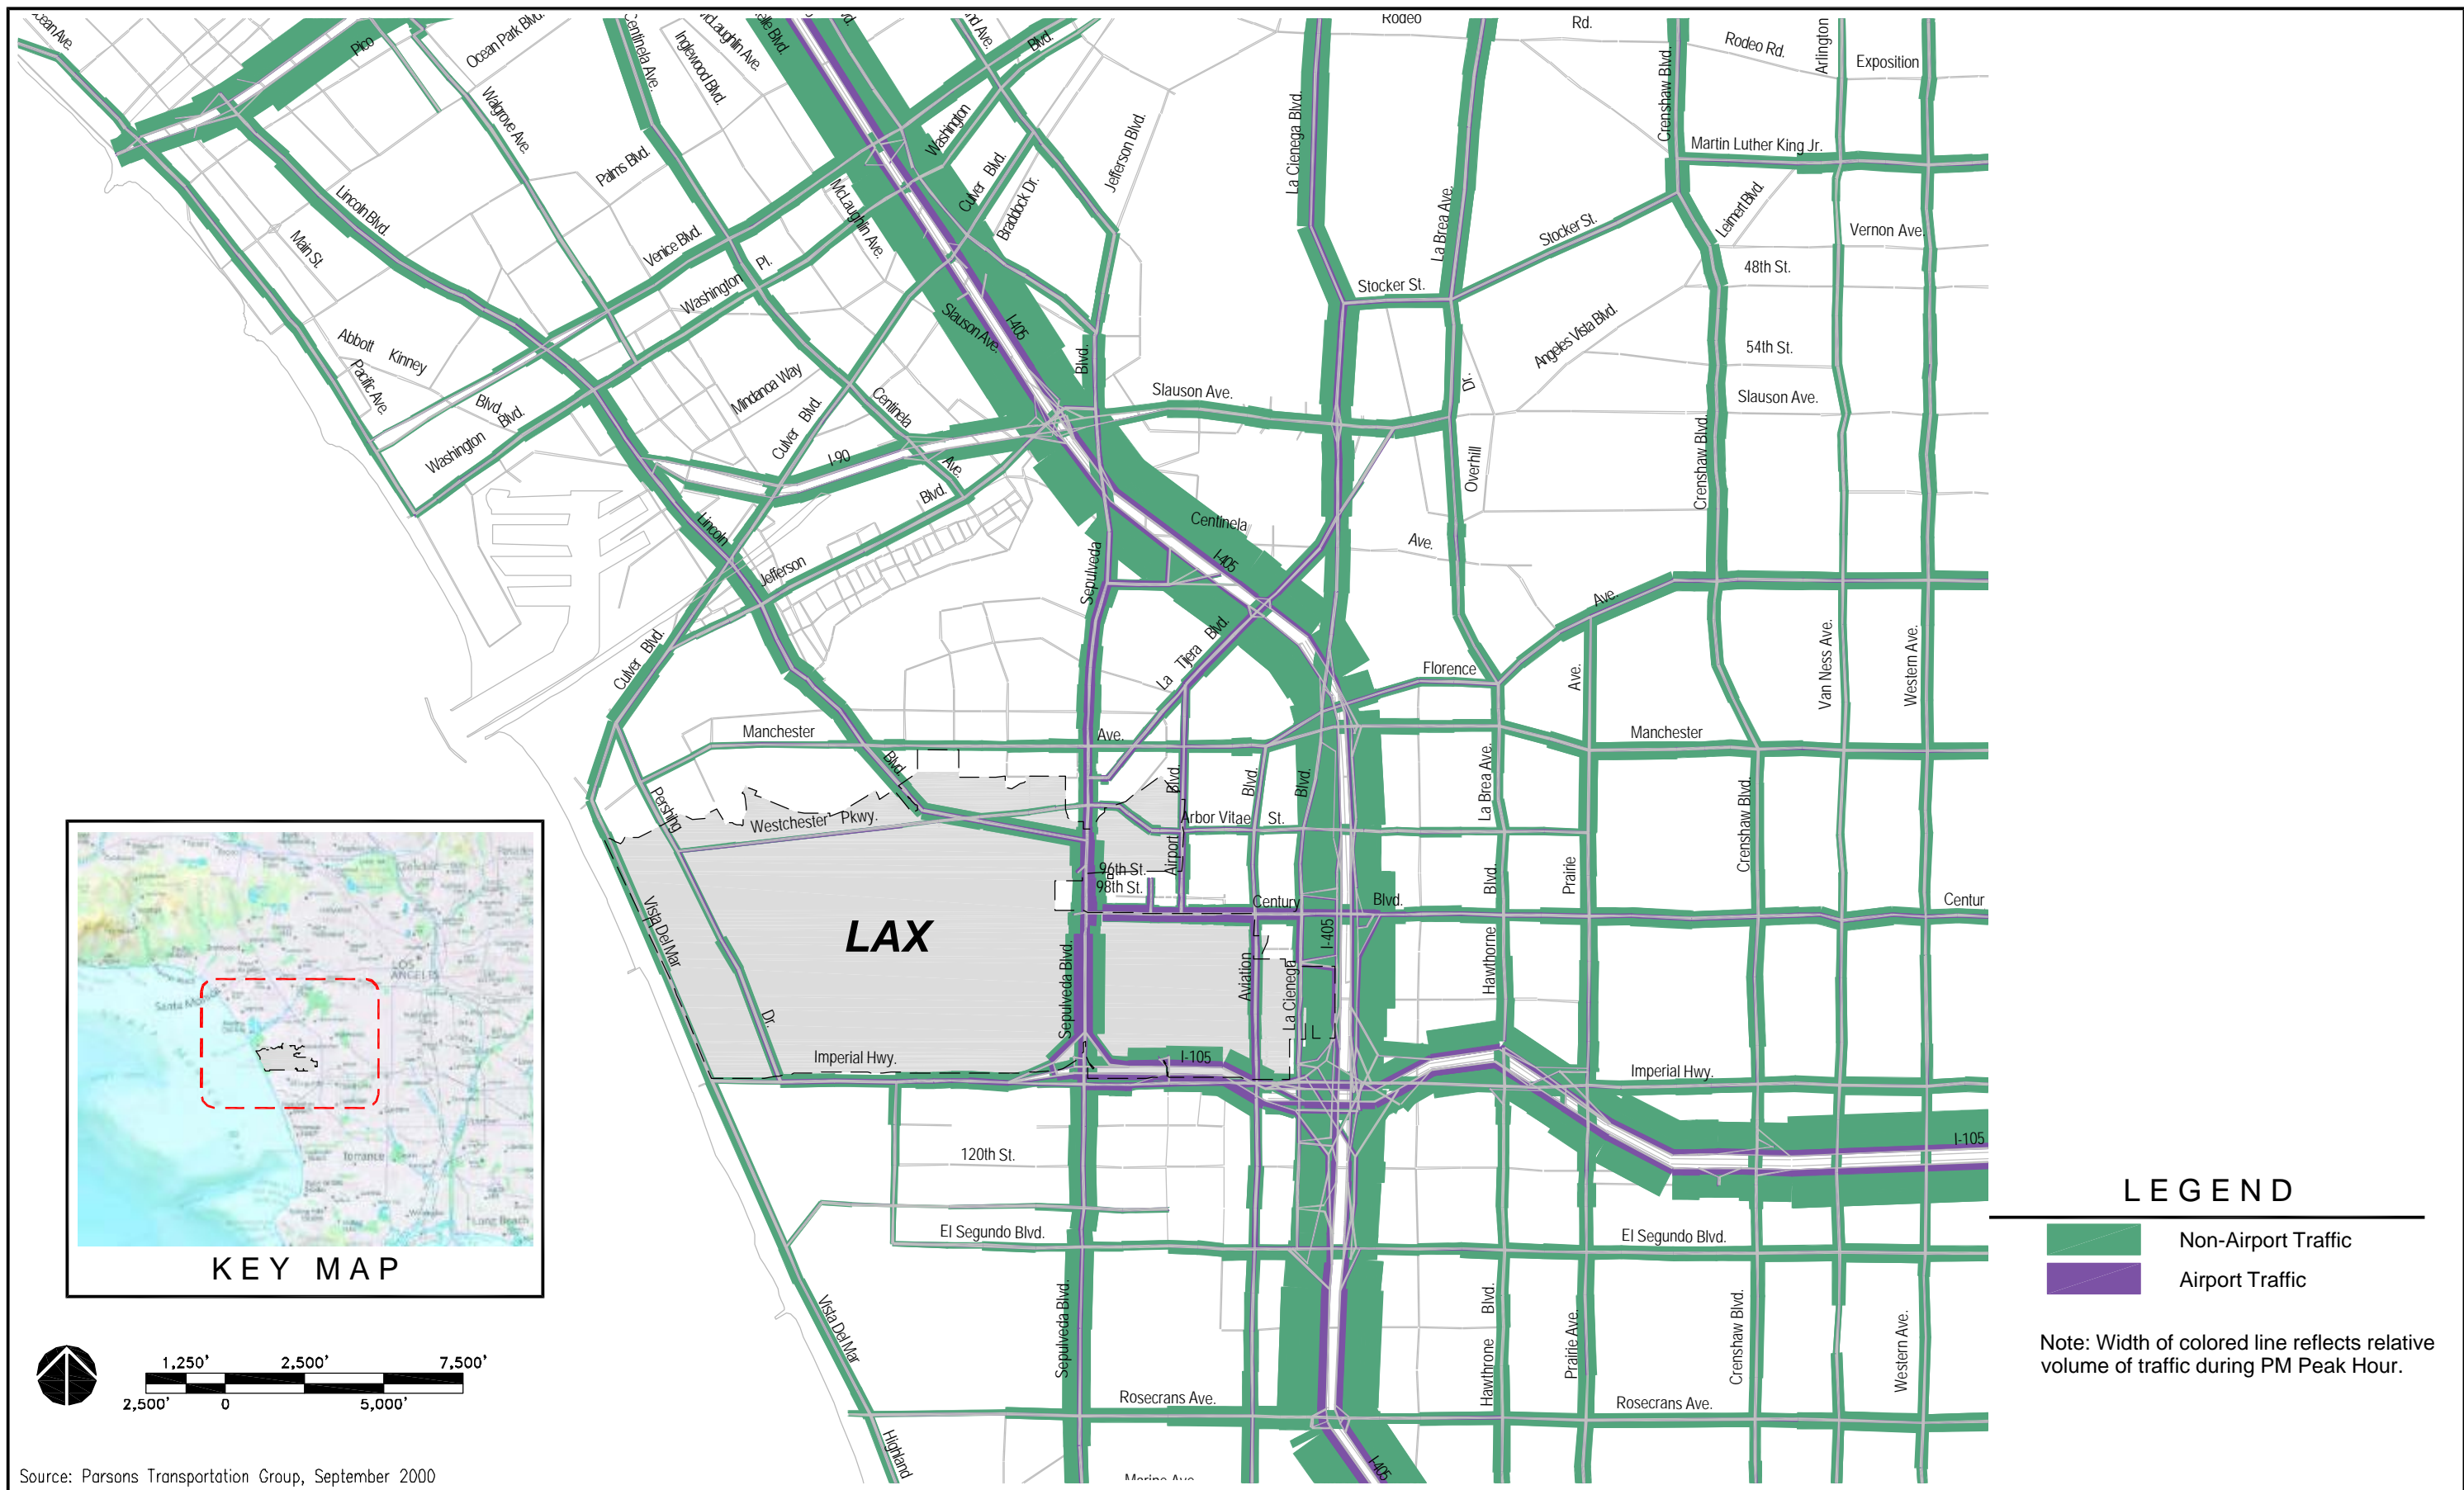 Ocean Park Blvd.
Pico
Centinela Ave.
Inglewood Blvd.
Blvd.
Rodeo
Rd.
Rodeo Rd.
Arlington
Exposition
Crenshaw Blvd.
Walgrove Ave.
Palms Blvd.
Washington
Culver Blvd.
Braddock Dr.
Jefferson Blvd.
La Cienega Blvd.
La Brea Ave.
Martin Luther King Jr.
Leimert Blvd.
Stocker St.
Vernon Ave.
48th St.
Lincoln Blvd.
Main St
McLaughlin Ave.
Venice Blvd.
Washington Pl.
Stocker St.
Angeles Vista Blvd.
54th St.
Slauson Ave.
I-405
Slauson Ave.
Blvd.
Abbott Kinney
Blvd.
Pacific Ave.
Mindanoa Way
Culver Blvd.
Centinela
Ave.
Slauson Ave.
Dr.
Overhill
Crenshaw Blvd.
Washington Blvd.
I-90
Blvd.
Lincoln
Jefferson
Centinela
Ave.
I-405
Sepulveda
Culver Blvd.
La Tijera Blvd.
Florence
Ave.
Ave.
Van Ness Ave.
Western Ave.
Manchester
Ave.
Manchester
Blvd.
Pershing
Westchester Pkwy.
Blvd.
Blvd.
Blvd.
La Brea Ave.
Arbor Vitae St.
Crenshaw Blvd.
96th St.
98th St.
Airport
Blvd.
Prairie
Century
Blvd.
Centur
LAX
Vista Del Mar
Sepulveda Blvd.
Aviation
La Cienega
I-405
Hawthorne
Dr.
Imperial Hwy.
I-105
Imperial Hwy.
I-105
120th St.
El Segundo Blvd.
El Segundo Blvd.
Vista Del Mar
Sepulveda Blvd.
Blvd.
Hawthrone
Prairie Ave.
Crenshaw Blvd.
Western Ave.
Rosecrans Ave.
Rosecrans Ave.
Highland
I-405
LOS
ANGELES
Santa Monica
Torrance
Long Beach
KEY MAP
1,250'
2,500'
7,500'
2,500'
0
5,000'
LEGEND
Non-Airport Traffic
Airport Traffic
Note: Width of colored line reflects relative
volume of traffic during PM Peak Hour.
Source: Parsons Transportation Group, September 2000